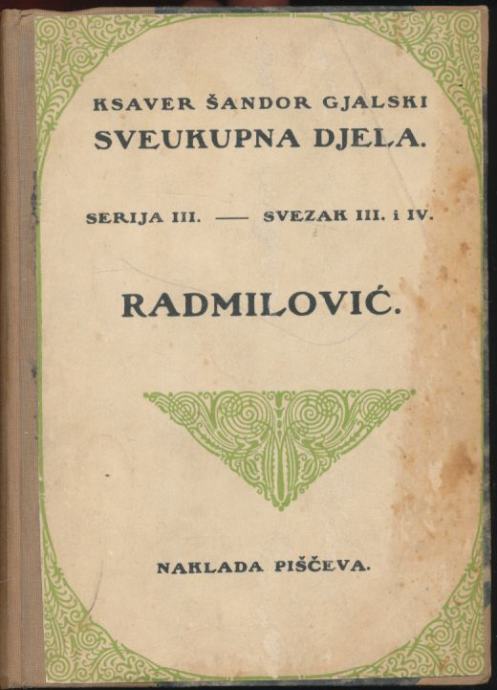 KSAVER ŠANDOR GJALSKI
SVEUKUPNA DJELA.
SERIJA III. — SVEZAK III. i IV.
RADMILOVIĆ.
NAKLADA PIŠČEVA.